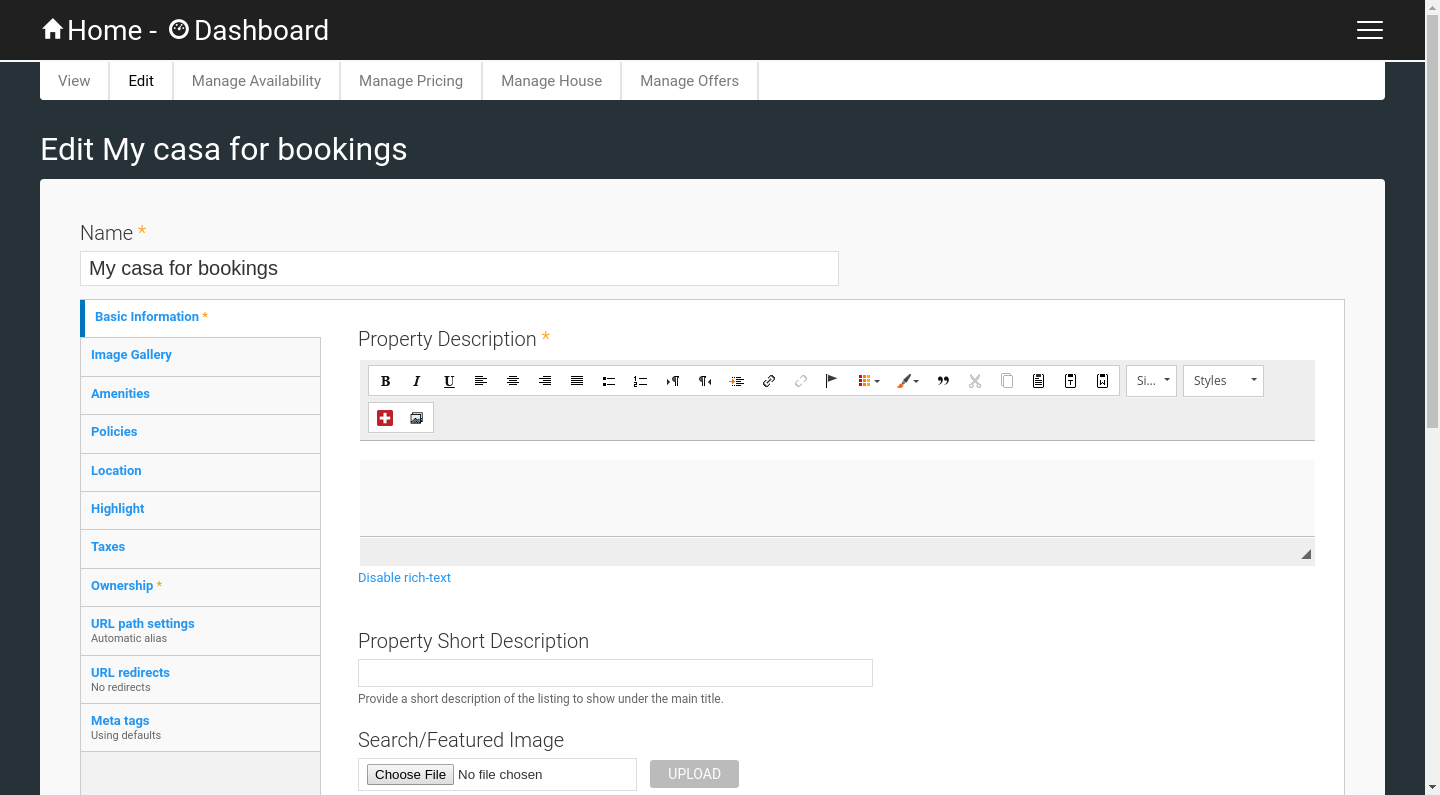 Home - Dashboard
View Edit Manage Availability Manage Pricing Manage House Manage Offers
Edit My casa for bookings
Name *
My casa for bookings
Basic Information *
Image Gallery
Amenities
Policies
Location
Highlight
Taxes
Ownership *
URL path settings
Automatic alias
URL redirects
No redirects
Meta tags
Using defaults
Property Description *
B I U Si... Styles
Disable rich-text
Property Short Description
Provide a short description of the listing to show under the main title.
Search/Featured Image
Choose File No file chosen UPLOAD